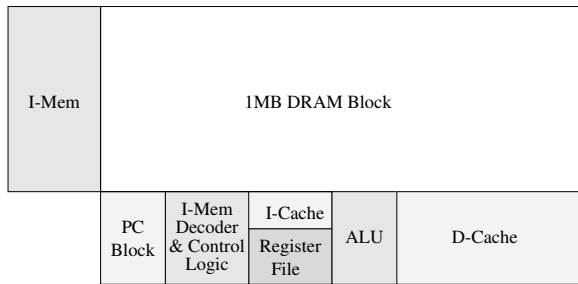 I-Mem
1MB DRAM Block
PC
Block
I-Mem
Decoder
& Control
Logic
I-Cache
Register
File
ALU
D-Cache